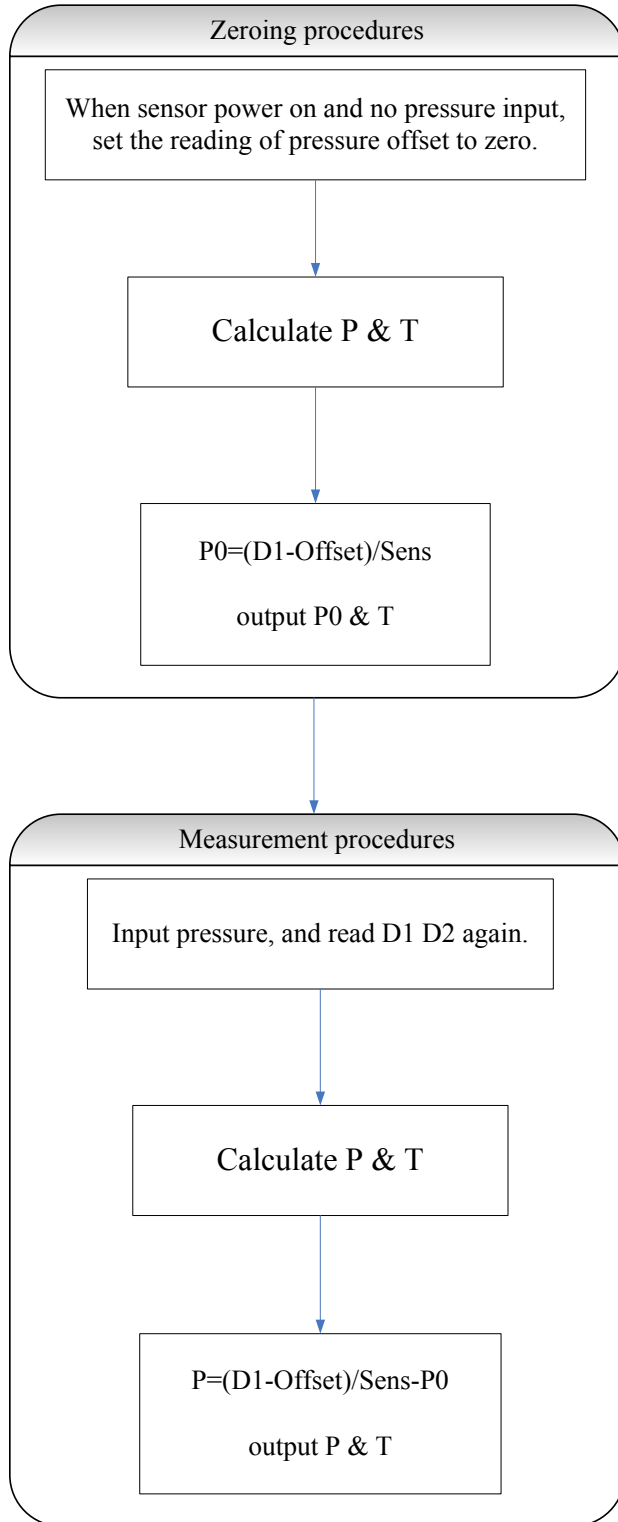 Zeroing procedures
When sensor power on and no pressure input,
set the reading of pressure offset to zero.
Calculate P & T
P0=(D1-Offset)/Sens
output P0 & T
Measurement procedures
Input pressure, and read D1 D2 again.
Calculate P & T
P=(D1-Offset)/Sens-P0
output P & T